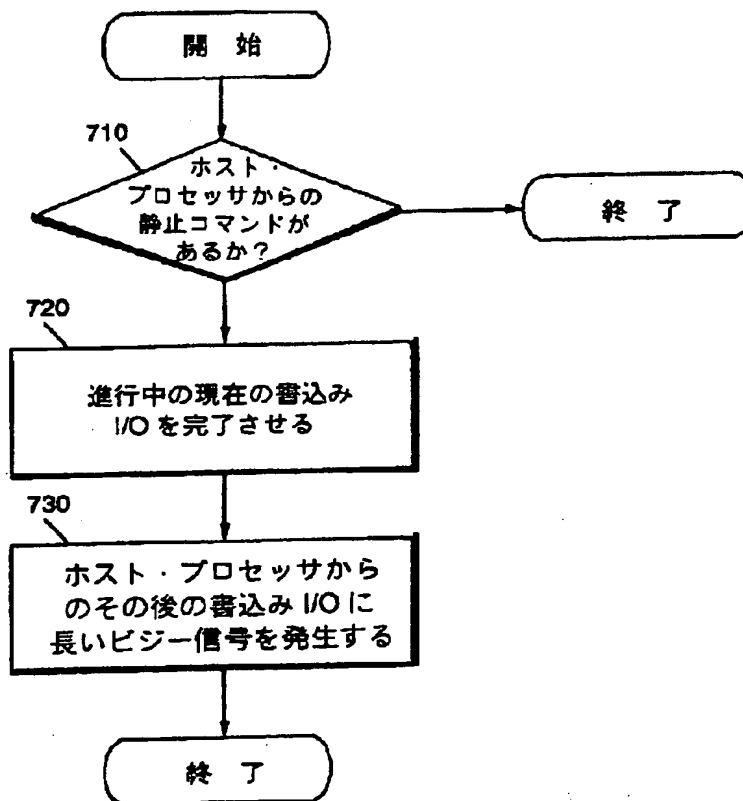 開 始
710
ホスト・
プロセッサからの
静止コマンドが
あるか?
終 了
720
進行中の現在の書込み
I/O を完了させる
730
ホスト・プロセッサから
のその後の書込み I/O に
長いビジー信号を発生する
終 了